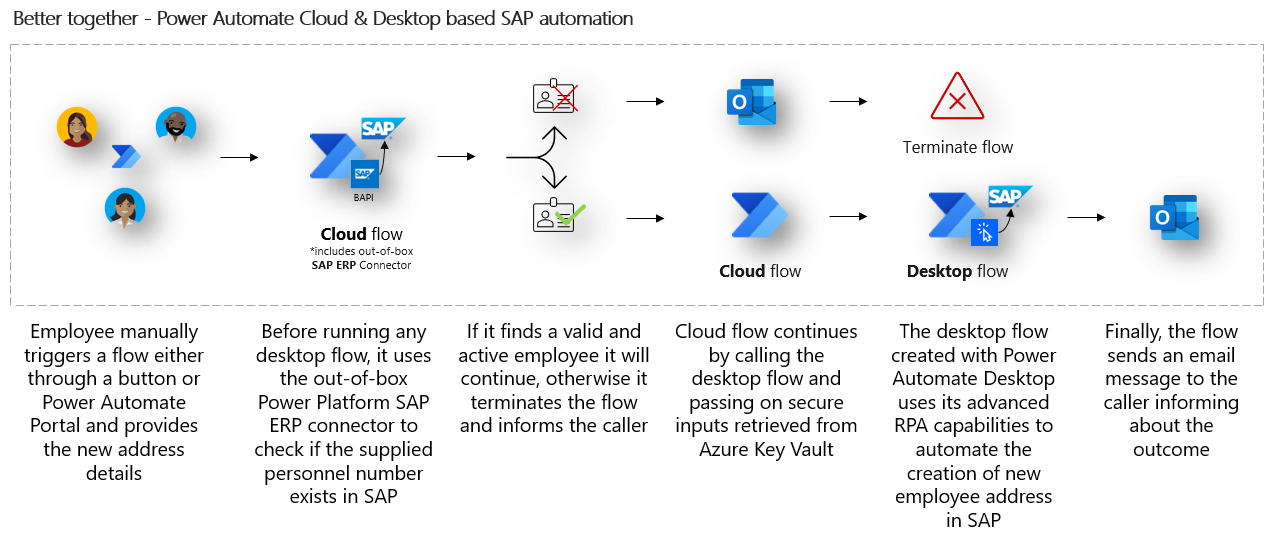 Better together - Power Automate Cloud & Desktop based SAP automation
SAP
SAP
BAPI
Cloud flow
*includes out-of-box
SAP ERP Connector
O
Terminate flow
Cloud flow
SAP
Desktop flow
O
Employee manually
triggers a flow either
through a button or
Power Automate
Portal and provides
the new address
details
Before running any
desktop flow, it uses
the out-of-box
Power Platform SAP
ERP connector to
check if the supplied
personnel number
exists in SAP
If it finds a valid and
active employee it will
continue, otherwise it
terminates the flow
and informs the caller
Cloud flow continues
by calling the
desktop flow and
passing on secure
inputs retrieved from
Azure Key Vault
The desktop flow
created with Power
Automate Desktop
uses its advanced
RPA capabilities to
automate the
creation of new
employee address
in SAP
Finally, the flow
sends an email
message to the
caller informing
about the
outcome